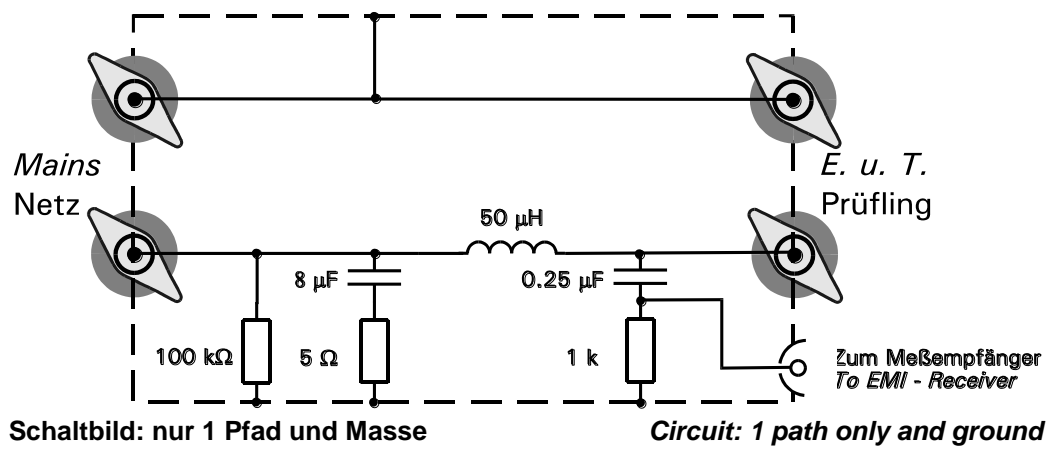 Mains
Netz
E. u. T.
Prüfling
50 µH
8 µF
0.25 µF
100 kΩ
5 Ω
1 k
Zum Meßempfänger
To EMI - Receiver
Schaltbild: nur 1 Pfad und Masse
Circuit: 1 path only and ground